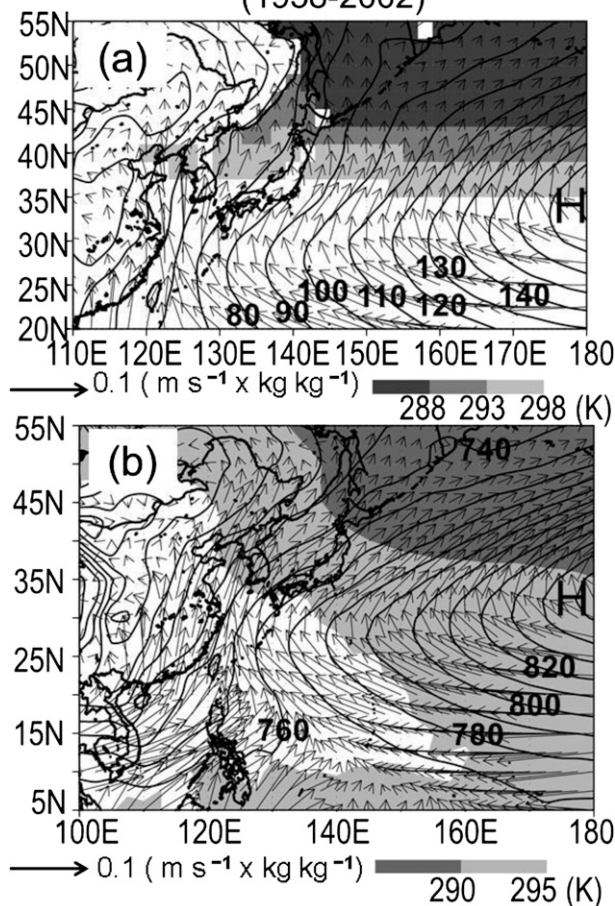 (1958-2002)
55N
(a)
50N
45N
40N
35N
H
30N
130
25N
100 110 140
80 90 120
20N
110E 120E 130E 140E 150E 160E 170E 180
0.1 ( m s⁻¹ x kg kg⁻¹)
288 293 298 (K)
55N
(b)
740
45N
35N
H
25N
820
800
15N
760 780
5N
100E 120E 140E 160E 180
0.1 ( m s⁻¹ x kg kg⁻¹)
290 295 (K)